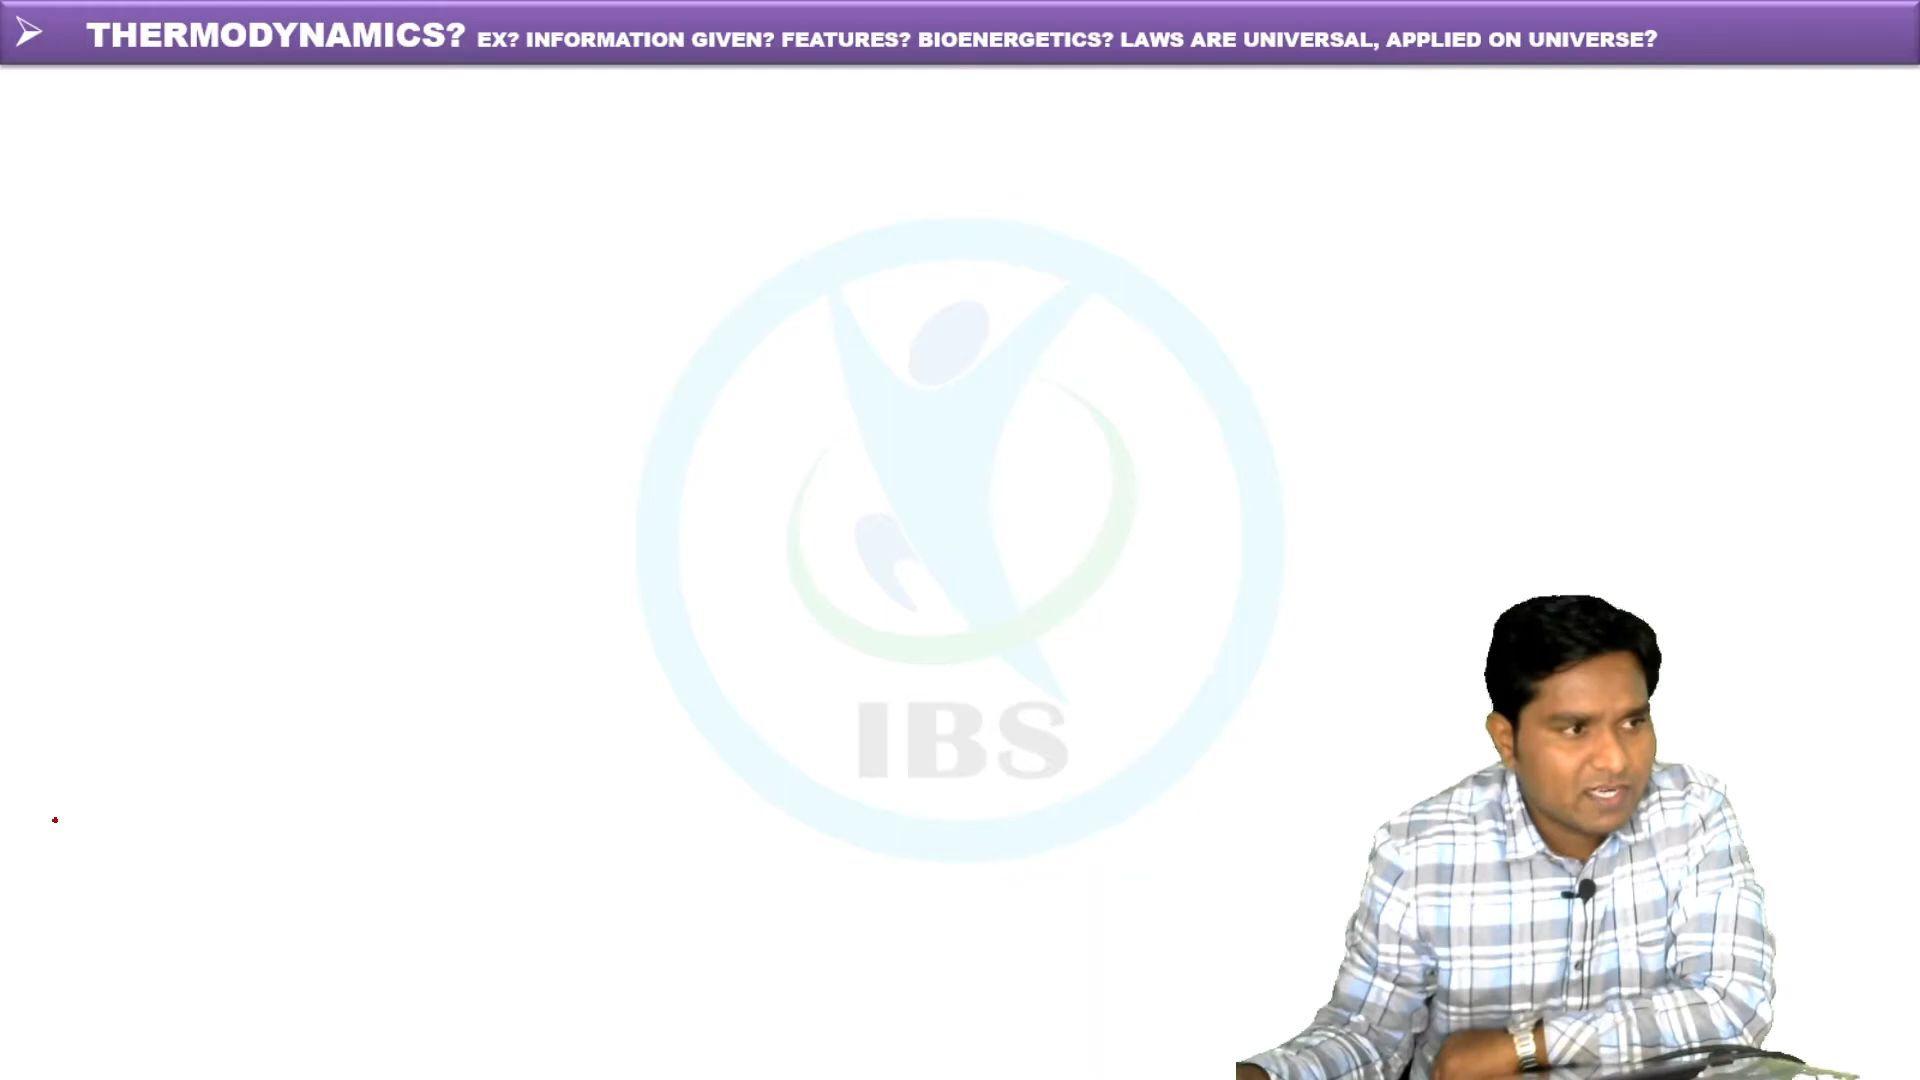 THERMODYNAMICS? EX? INFORMATION GIVEN? FEATURES? BIOENERGETICS? LAWS ARE UNIVERSAL, APPLIED ON UNIVERSE?
IBS